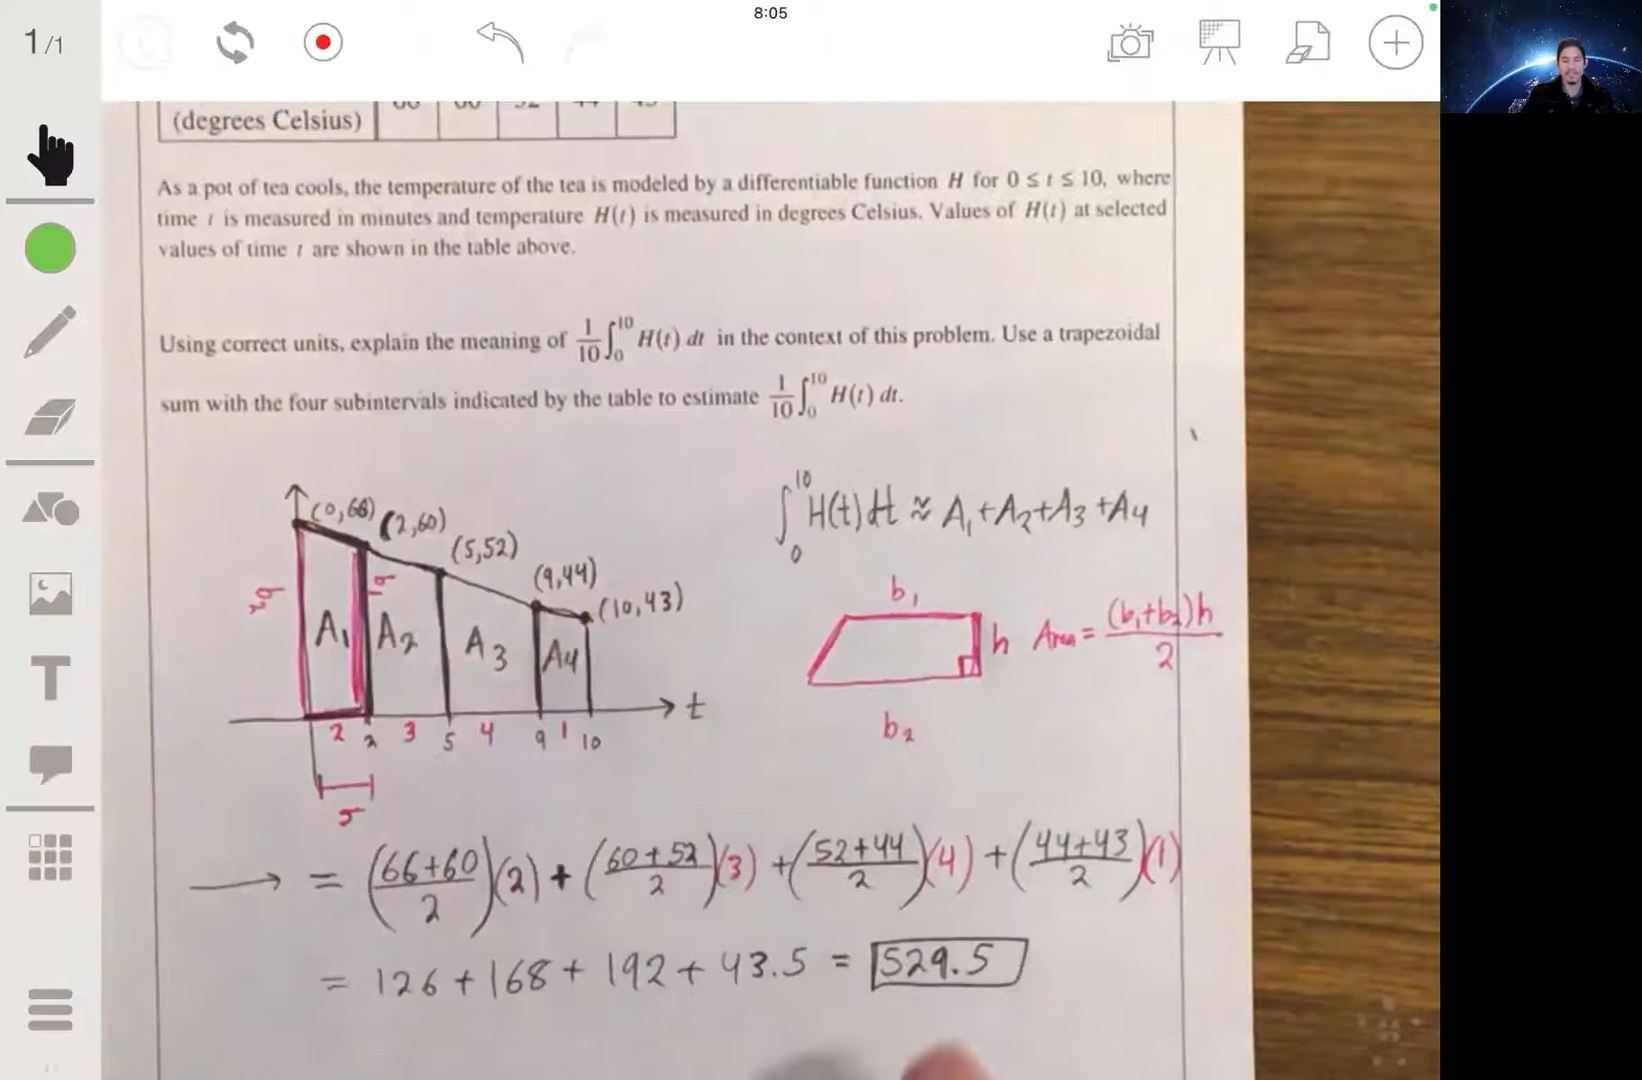 8:05
1/1
(degrees Celsius)
As a pot of tea cools, the temperature of the tea is modeled by a differentiable function H for 0 ≤ t ≤ 10, where
time t is measured in minutes and temperature H(t) is measured in degrees Celsius. Values of H(t) at selected
values of time t are shown in the table above.
Using correct units, explain the meaning of 1/10 ∫₀¹⁰ H(t) dt in the context of this problem. Use a trapezoidal
sum with the four subintervals indicated by the table to estimate 1/10 ∫₀¹⁰ H(t) dt.
∫₀¹⁰ H(t) dt ≈ A₁+A₂+A₃+A₄
(0,66) (2,60) (5,52) (9,44) (10,43)
b₂ b₁
A₁ A₂ A₃ A₄
t
2 2 3 5 4 9 1 10
b₁
h Area = (b₁+b₂)h/2
b₂
= (66+60/2)(2) + (60+52/2)(3) + (52+44/2)(4) + (44+43/2)(1)
= 126 + 168 + 192 + 43.5 = 529.5
T